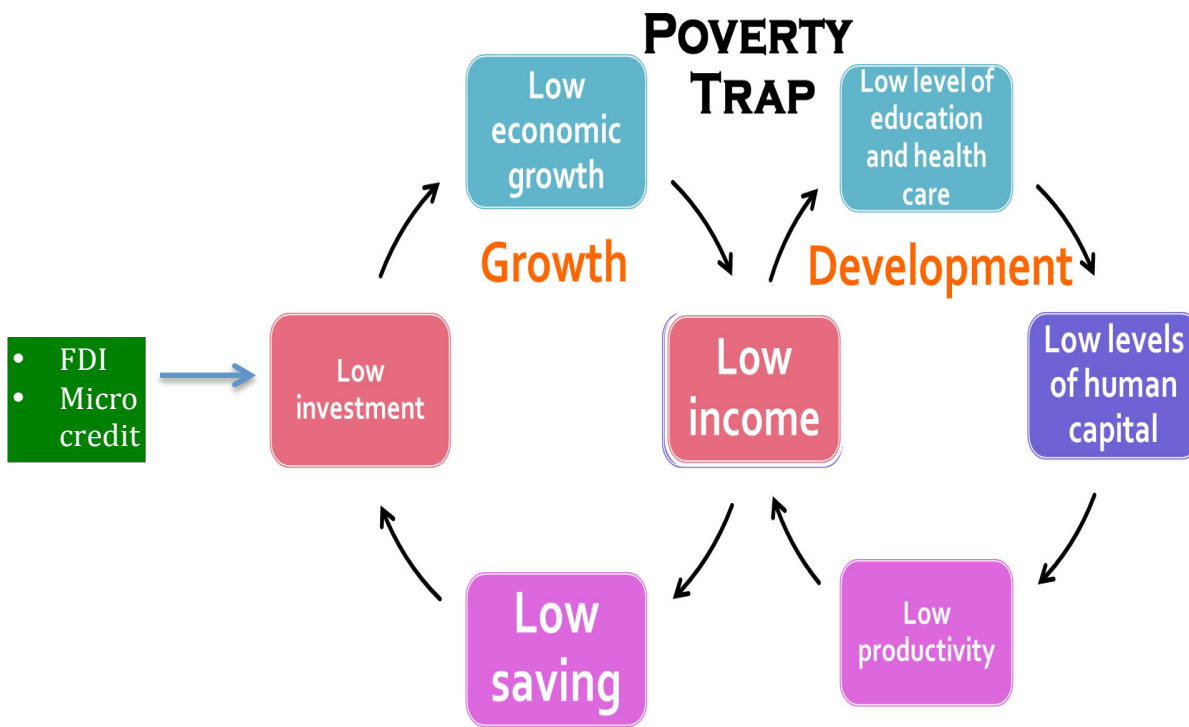 POVERTY
TRAP
Low
economic
growth
Low level of
education
and health
care
Growth
Development
• FDI
• Micro
credit
Low
investment
Low
income
Low levels
of human
capital
Low
saving
Low
productivity